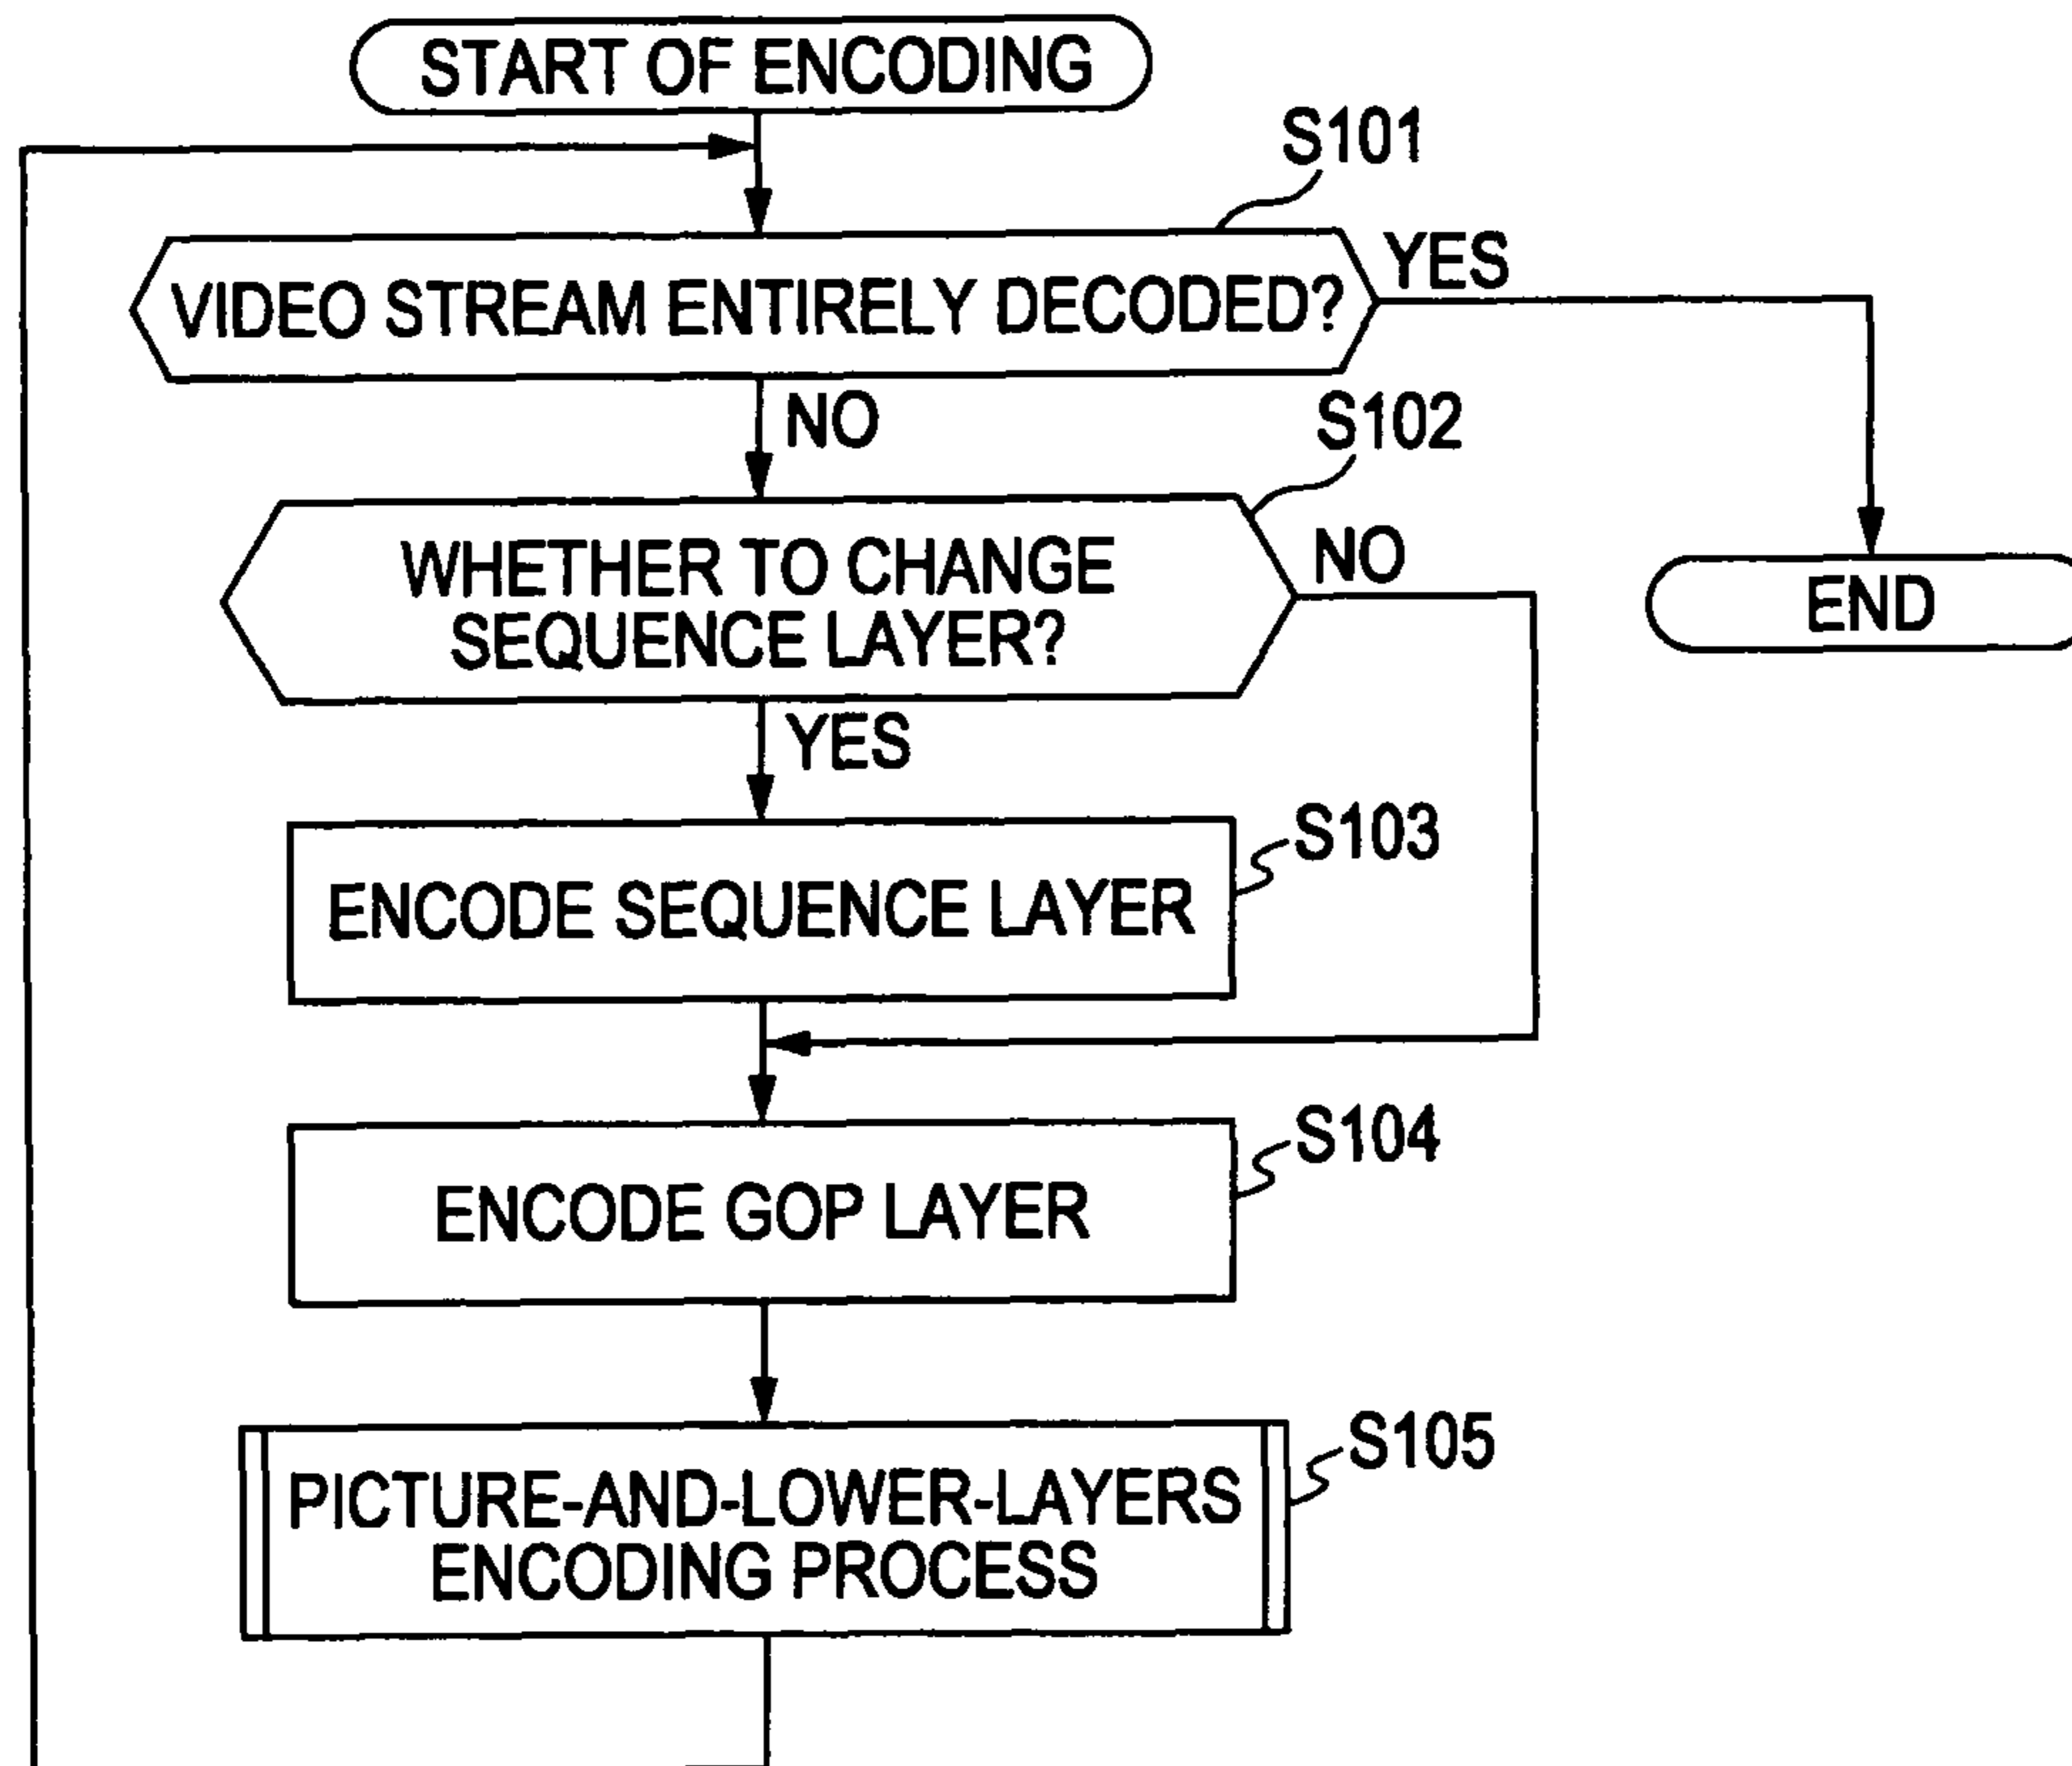 START OF ENCODING
S101
VIDEO STREAM ENTIRELY DECODED?
YES
NO
S102
WHETHER TO CHANGE
SEQUENCE LAYER?
NO
END
YES
S103
ENCODE SEQUENCE LAYER
S104
ENCODE GOP LAYER
S105
PICTURE-AND-LOWER-LAYERS
ENCODING PROCESS